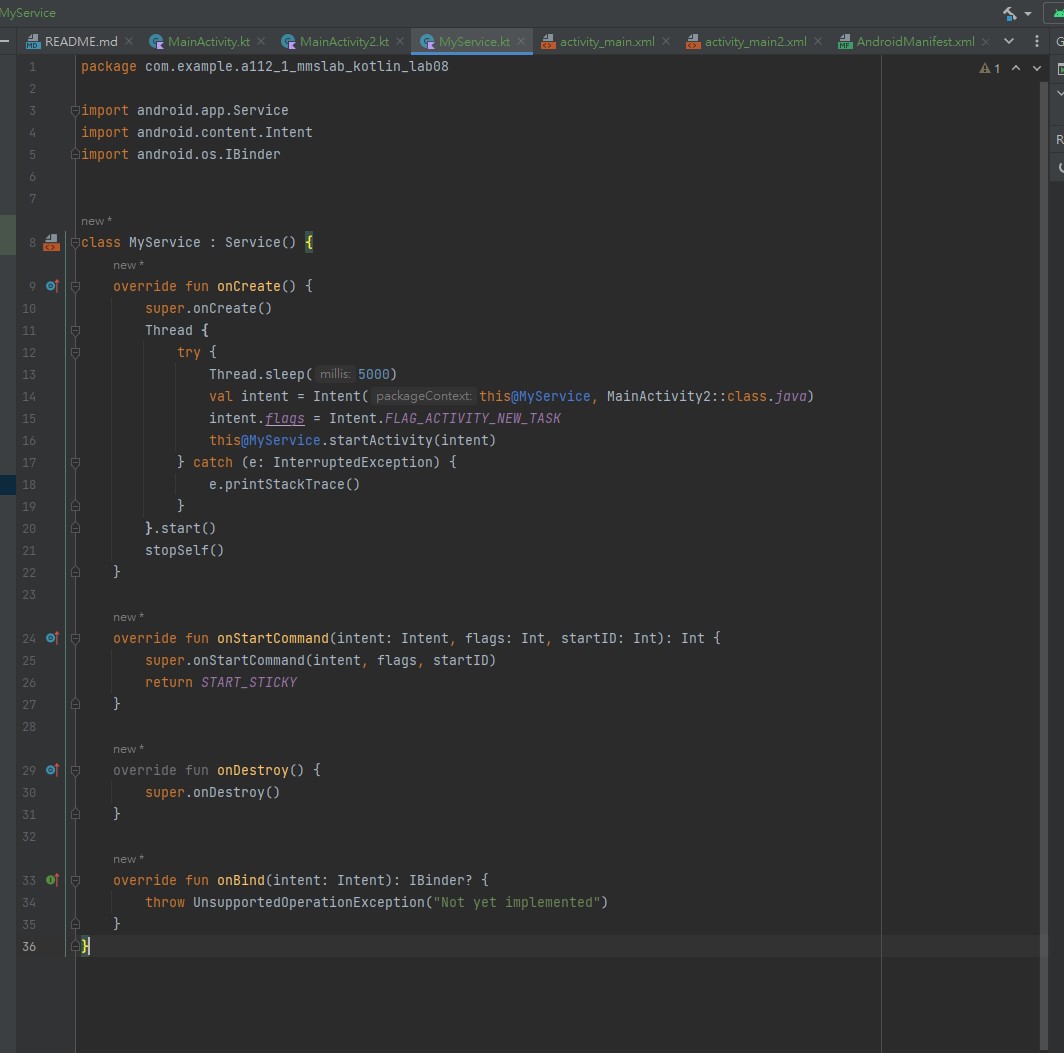 MyService
README.md MainActivity.kt MainActivity2.kt MyService.kt activity_main.xml activity_main2.xml AndroidManifest.xml
1 package com.example.a112_1_mmslab_kotlin_lab08 1
2
3 import android.app.Service
4 import android.content.Intent
5 import android.os.IBinder
6
7
new *
8 class MyService : Service() {
new *
9 override fun onCreate() {
10 super.onCreate()
11 Thread {
12 try {
13 Thread.sleep( millis: 5000)
14 val intent = Intent( packageContext: this@MyService, MainActivity2::class.java)
15 intent.flags = Intent.FLAG_ACTIVITY_NEW_TASK
16 this@MyService.startActivity(intent)
17 } catch (e: InterruptedException) {
18 e.printStackTrace()
19 }
20 }.start()
21 stopSelf()
22 }
23
new *
24 override fun onStartCommand(intent: Intent, flags: Int, startID: Int): Int {
25 super.onStartCommand(intent, flags, startID)
26 return START_STICKY
27 }
28
new *
29 override fun onDestroy() {
30 super.onDestroy()
31 }
32
new *
33 override fun onBind(intent: Intent): IBinder? {
34 throw UnsupportedOperationException("Not yet implemented")
35 }
36 }